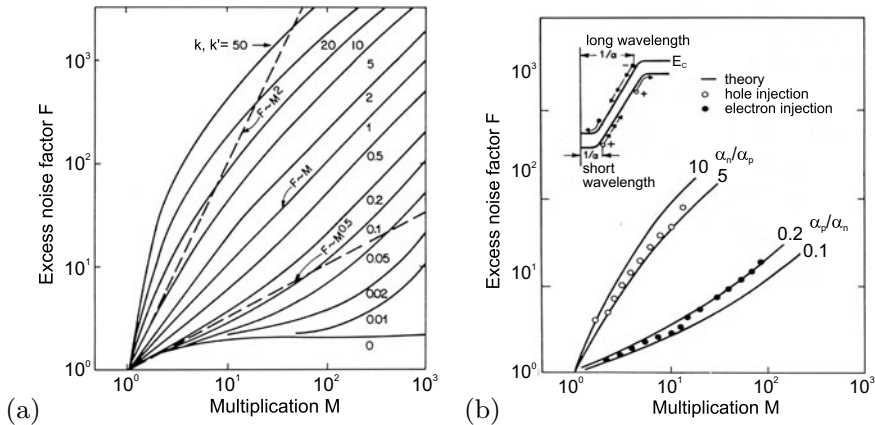 (a)
Excess noise factor F
10³
10²
10¹
10⁰
k, k'= 50
20
10
5
2
1
0.5
0.2
0.1
0.05
0.02
0.01
0
F~M²
F~M
F~M^0.5
10⁰ 10¹ 10² 10³
Multiplication M
(b)
Excess noise factor F
10³
10²
10¹
10⁰
long wavelength
1/α
E_C
1/α
short
wavelength
theory
hole injection
electron injection
10 αₙ/αₚ
5
0.2 αₚ/αₙ
0.1
10⁰ 10¹ 10² 10³
Multiplication M